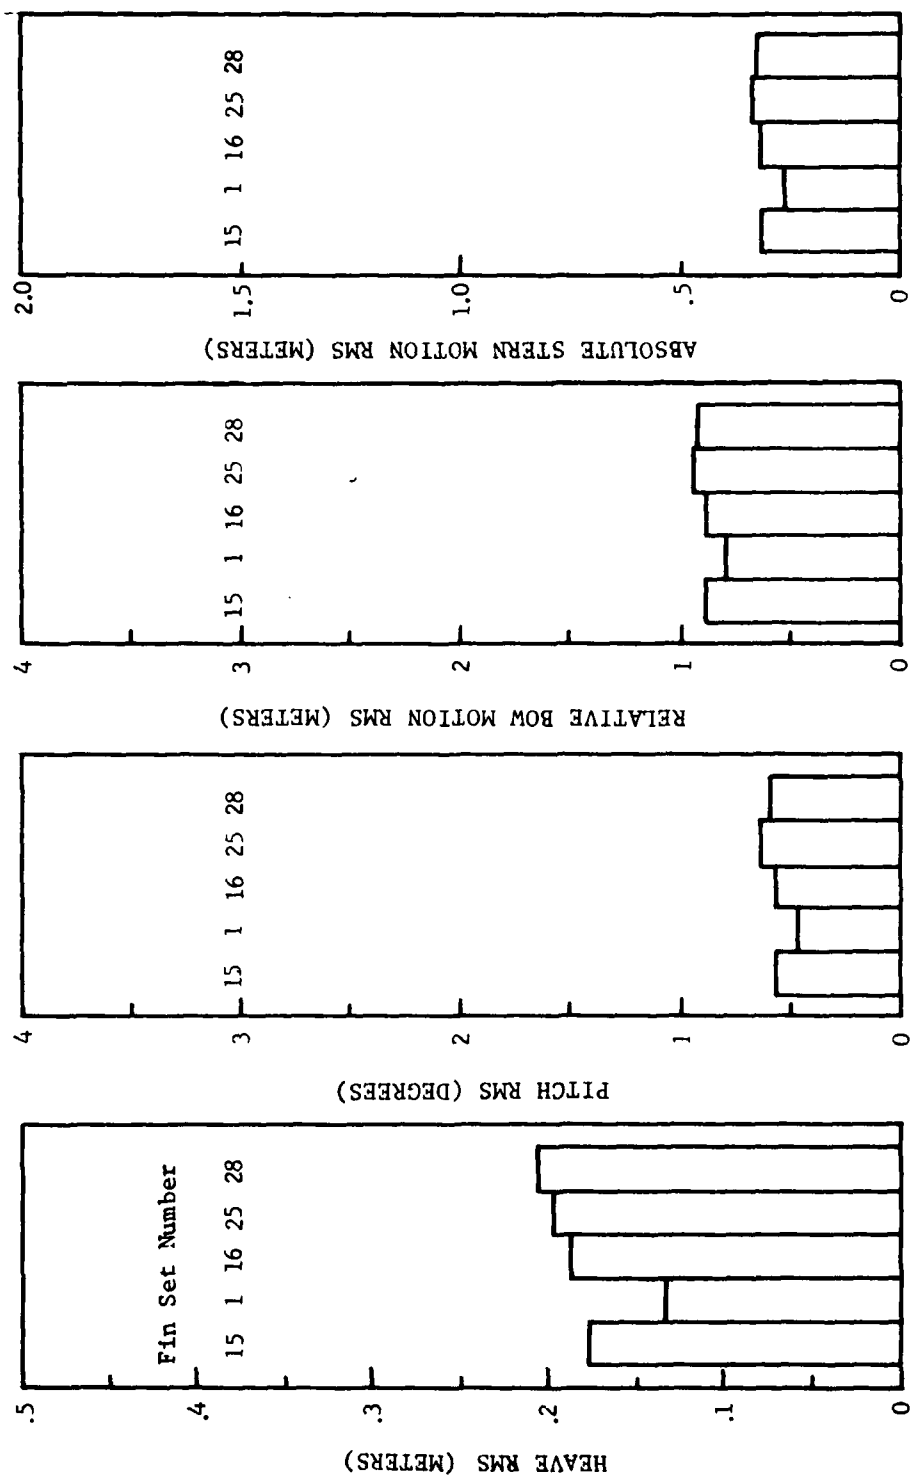 HEAVE RMS (METERS)
.5
.4
.3
.2
.1
0
Fin Set Number
15 1 16 25 28
PITCH RMS (DEGREES)
4
3
2
1
0
15 1 16 25 28
RELATIVE BOW MOTION RMS (METERS)
4
3
2
1
0
15 1 16 25 28
ABSOLUTE STERN MOTION RMS (METERS)
2.0
1.5
1.0
.5
0
15 1 16 25 28